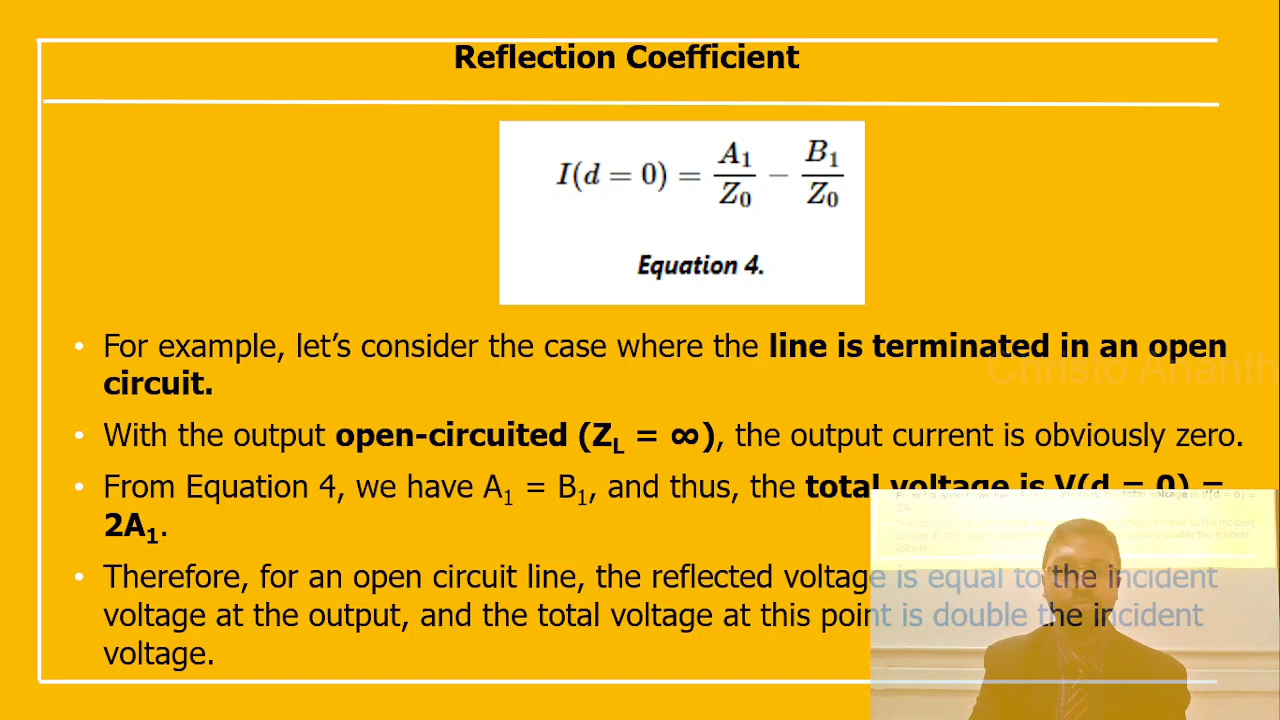 Reflection Coefficient
I(d = 0) = A₁/Z₀ − B₁/Z₀
Equation 4.
• For example, let’s consider the case where the line is terminated in an open
circuit.
Christo Ananth
• With the output open-circuited (Z_L = ∞), the output current is obviously zero.
• From Equation 4, we have A₁ = B₁, and thus, the total voltage is V(d = 0) =
2A₁.
• Therefore, for an open circuit line, the reflected voltage is equal to the incident
voltage at the output, and the total voltage at this point is double the incident
voltage.